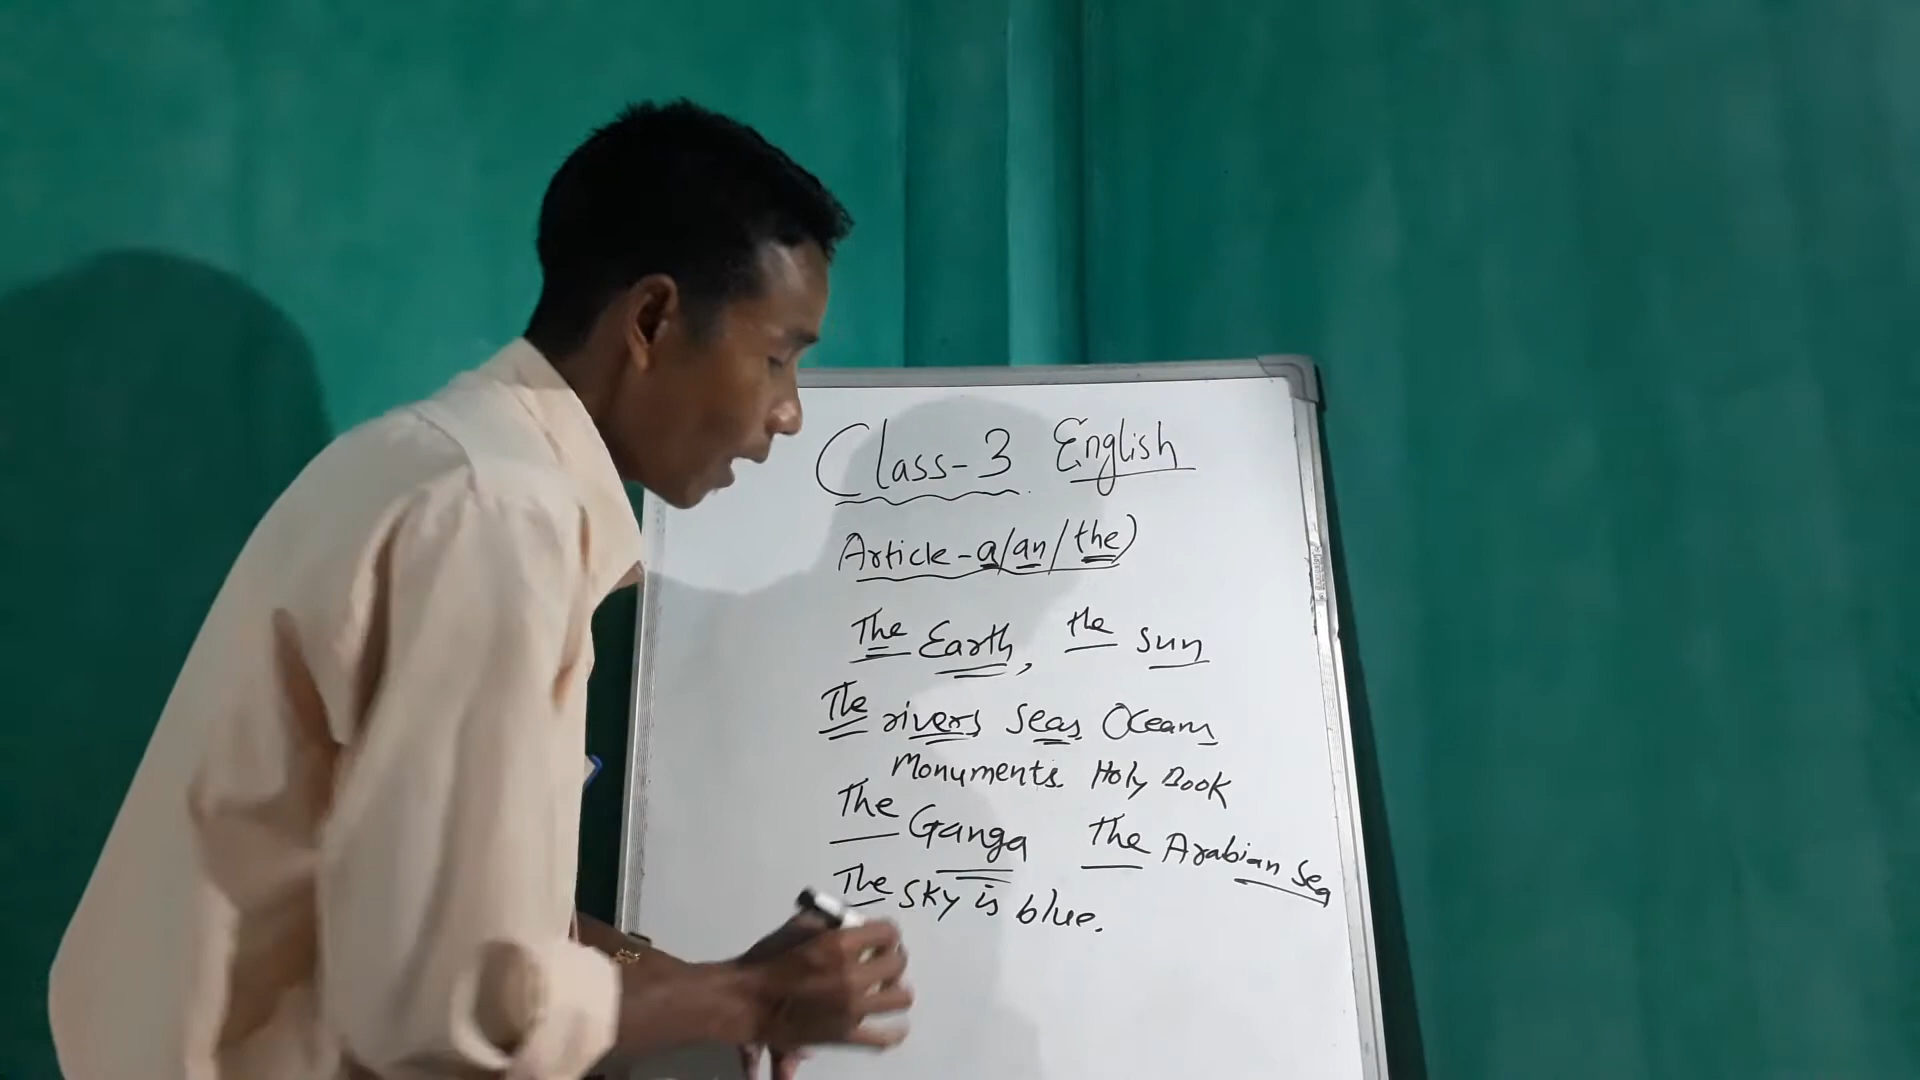 Class-3 English
Article-a/an/the)
The Earth, the sun
The rivers seas Oceans
Monuments. Holy Book
The Ganga the Arabian Sea
The sky is blue.